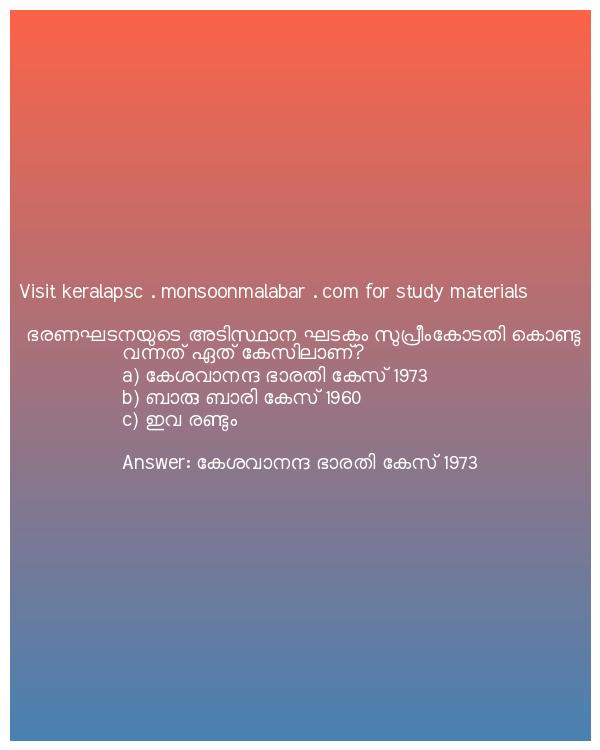 Visit keralapsc . monsoonmalabar . com for study materials
ഭരണഘടനയുടെ അടിസ്ഥാന ഘടകം സുപ്രീംകോടതി കൊണ്ടു
വന്നത് ഏത് കേസിലാണ്?
a) കേശവാനന്ദ ഭാരതി കേസ് 1973
b) ബാരു ബാരി കേസ് 1960
c) ഇവ രണ്ടും
Answer: കേശവാനന്ദ ഭാരതി കേസ് 1973